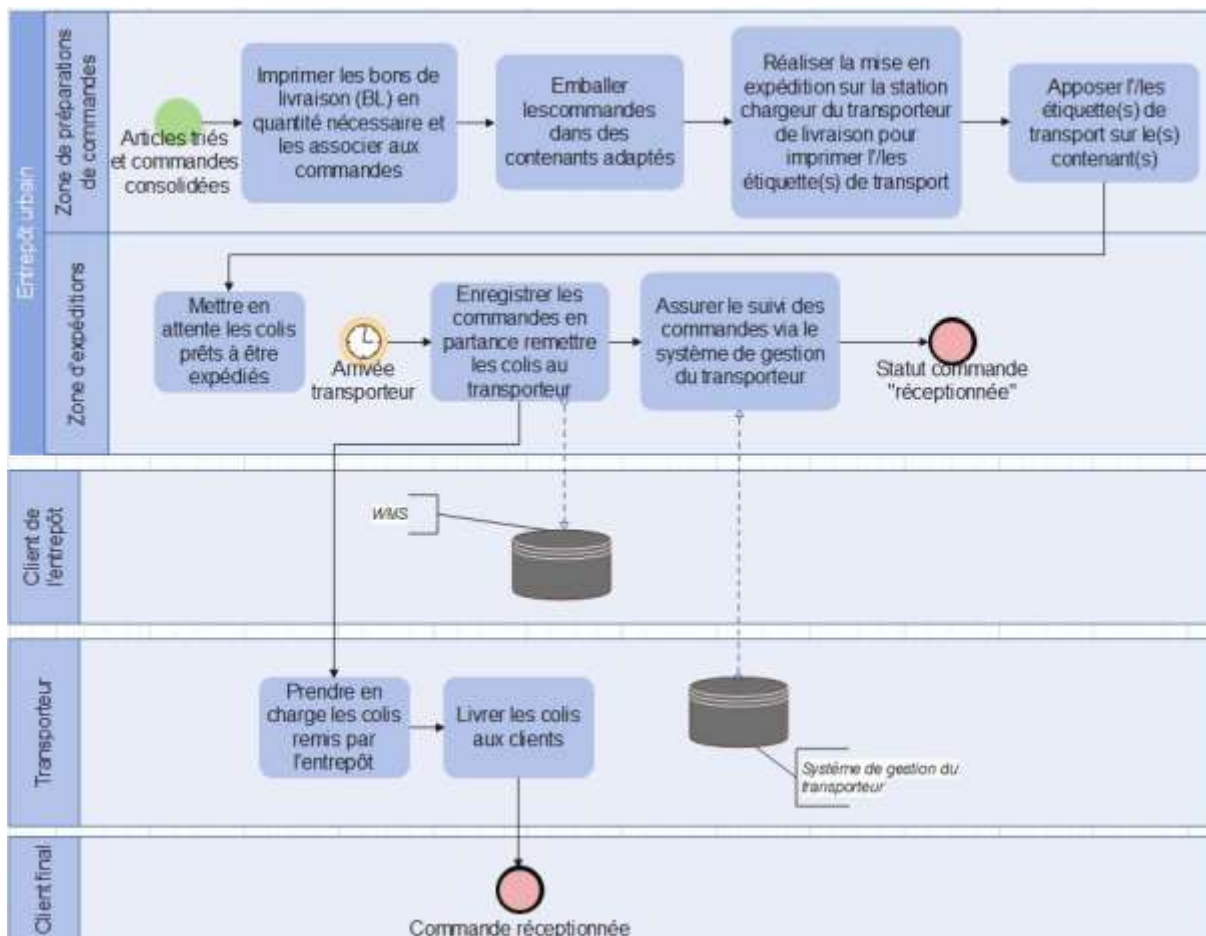 Entrepôt urbain
Zone de préparations
de commandes
Articles triés
et commandes
consolidées
Imprimer les bons de
livraison (BL) en
quantité nécessaire et
les associer aux
commandes
Emballer
lescommandes
dans des
contenants adaptés
Réaliser la mise en
expédition sur la station
chargeur du transporteur
de livraison pour
imprimer l'/les
étiquette(s) de transport
Apposer l'/les
étiquette(s) de
transport sur le(s)
contenant(s)
Zone d'expéditions
Mettre en
attente les colis
prêts à être
expédiés
Arrivée
transporteur
Enregistrer les
commandes en
partance remettre
les colis au
transporteur
Assurer le suivi des
commandes via le
système de gestion
du transporteur
Statut commande
"réceptionnée"
Client de
l'entrepôt
WMS
Transporteur
Prendre en
charge les colis
remis par
l'entrepôt
Livrer les colis
aux clients
Système de gestion du
transporteur
Client final
Commande réceptionnée